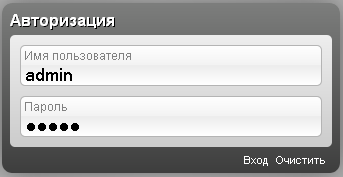 Авторизация
Имя пользователя
admin
Пароль
●●●●●
Вход Очистить